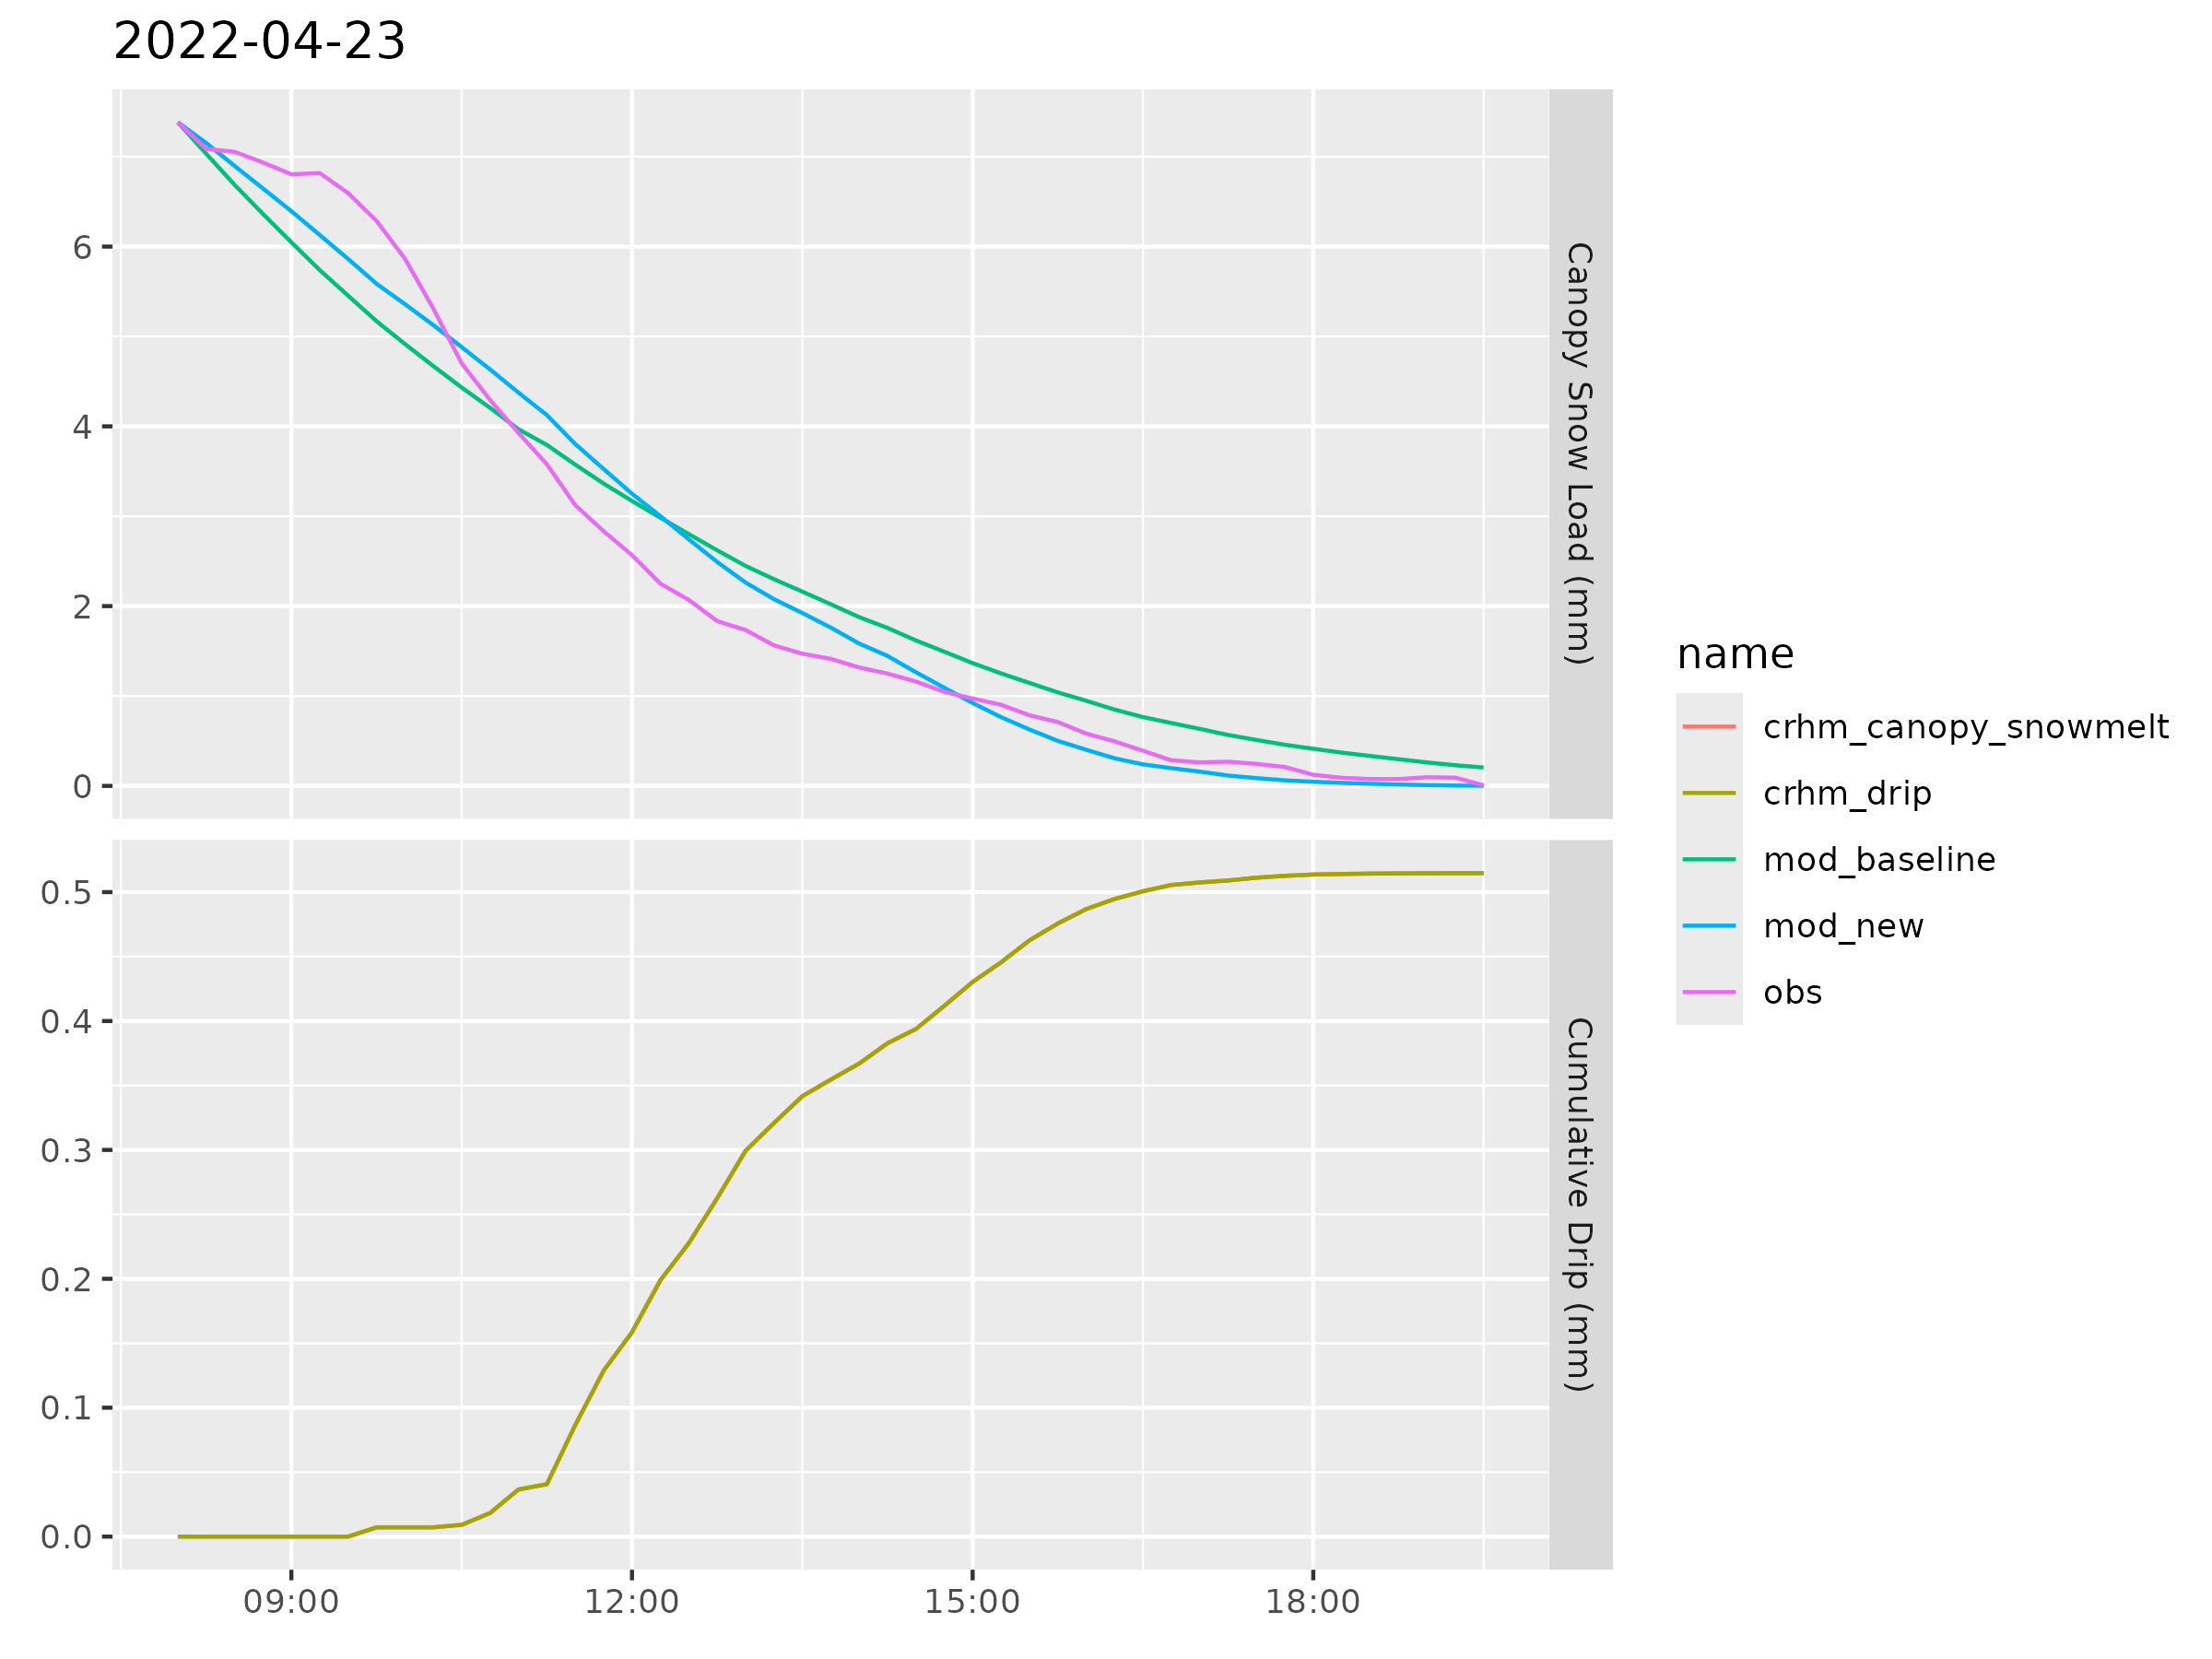 2022-04-23
6
4
2
0
Canopy Snow Load (mm)
0.5
0.4
0.3
0.2
0.1
0.0
Cumulative Drip (mm)
09:00
12:00
15:00
18:00
name
crhm_canopy_snowmelt
crhm_drip
mod_baseline
mod_new
obs